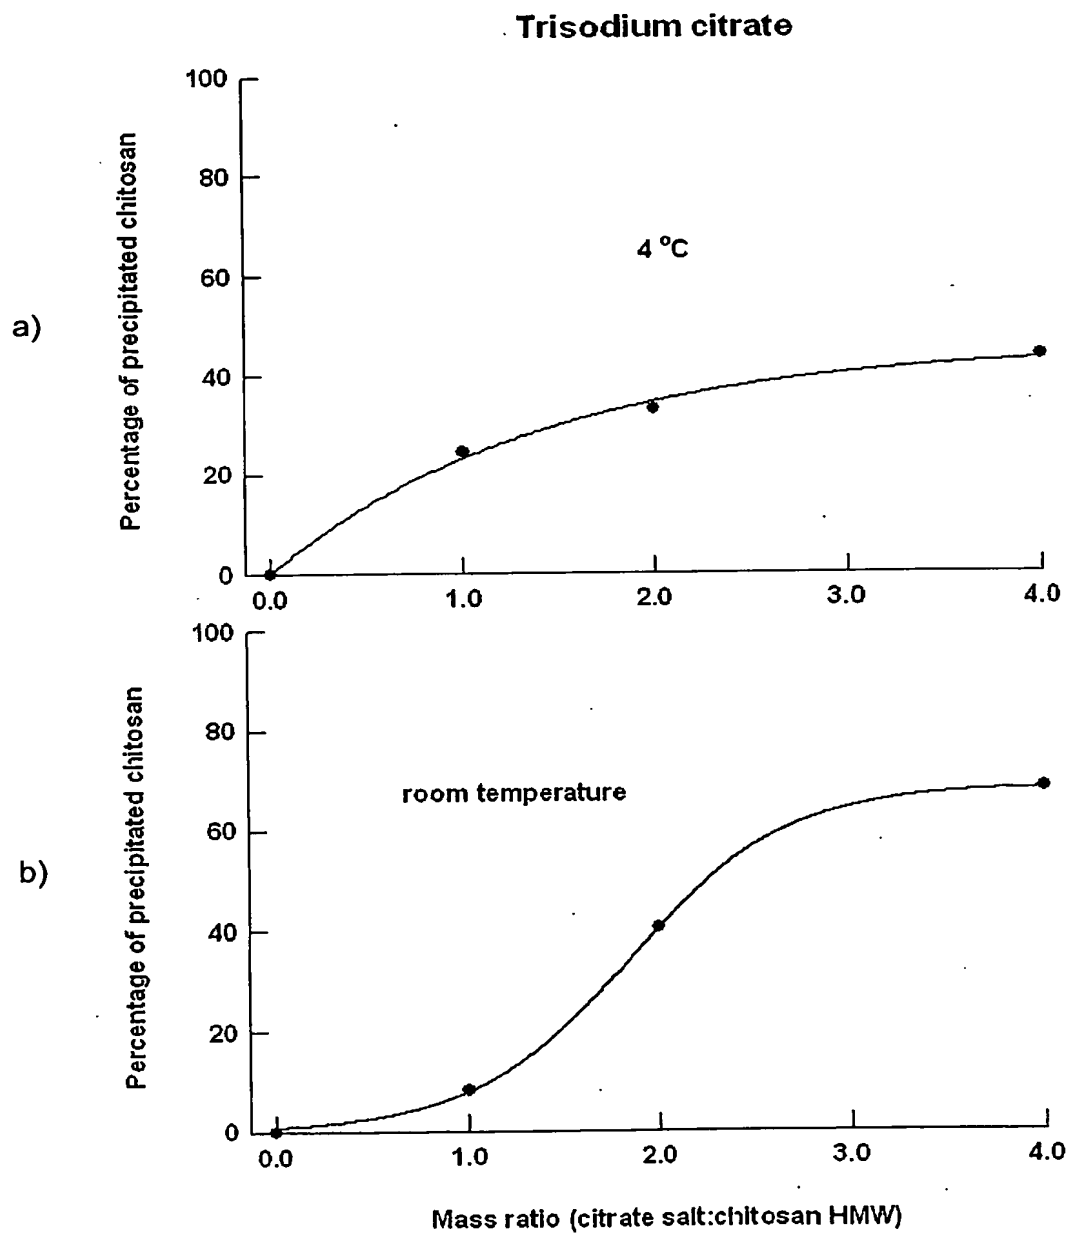 Trisodium citrate
100
80
60
40
20
0
Percentage of precipitated chitosan
4 °C
a)
0.0 1.0 2.0 3.0 4.0
100
80
60
40
20
0
Percentage of precipitated chitosan
room temperature
b)
0.0 1.0 2.0 3.0 4.0
Mass ratio (citrate salt:chitosan HMW)